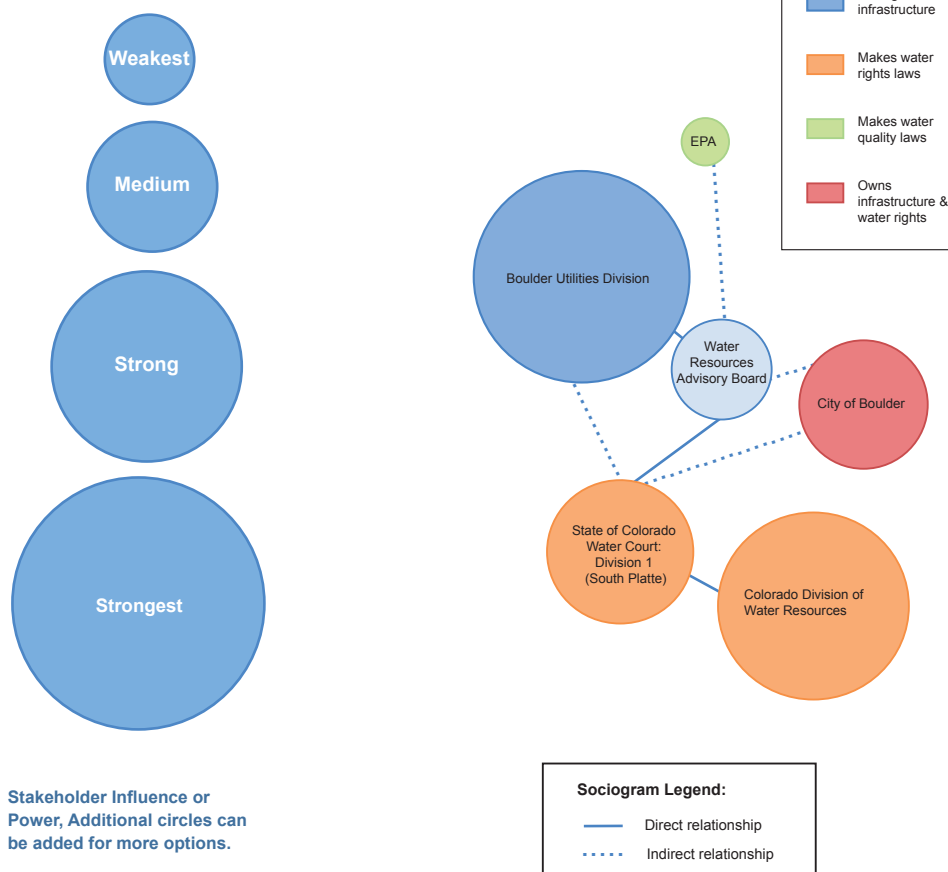 infrastructure
Makes water
rights laws
Makes water
quality laws
Owns
infrastructure &
water rights
Weakest
Medium
Strong
Strongest
EPA
Boulder Utilities Division
Water
Resources
Advisory Board
City of Boulder
State of Colorado
Water Court:
Division 1
(South Platte)
Colorado Division of
Water Resources
Stakeholder Influence or
Power, Additional circles can
be added for more options.
Sociogram Legend:
Direct relationship
Indirect relationship